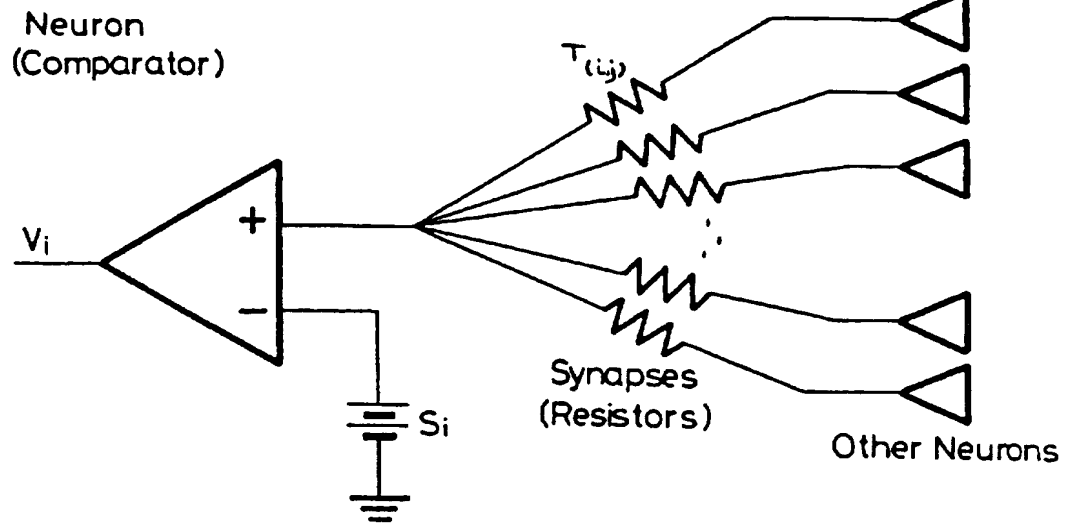 Neuron
(Comparator)
T(i,j)
+
Vi
−
Si
Synapses
(Resistors)
Other Neurons